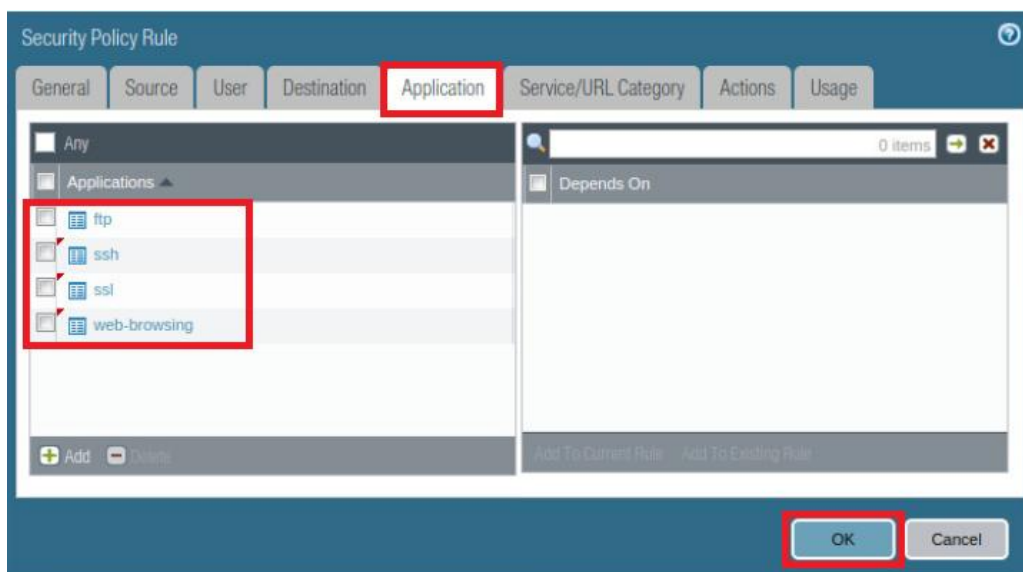 Security Policy Rule
General Source User Destination Application Service/URL Category Actions Usage
Any
0 items
Applications
Depends On
ftp
ssh
ssl
web-browsing
Add Delete
Add To Current Rule Add To Existing Rule
OK Cancel